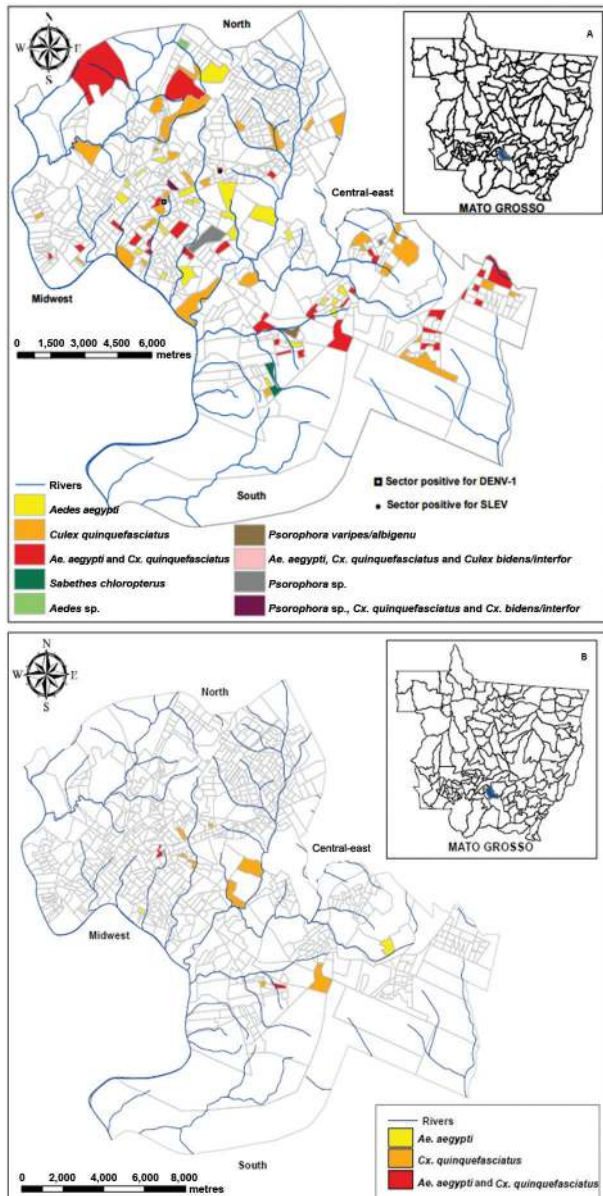 North
N
W E
S
A
MATO GROSSO
Central-east
Midwest
0 1,500 3,000 4,500 6,000
metres
South
Sector positive for DENV-1
Sector positive for SLEV
Rivers
Aedes aegypti
Culex quinquefasciatus
Ae. aegypti and Cx. quinquefasciatus
Sabethes chloropterus
Aedes sp.
Psorophora varipes/albigenu
Ae. aegypti, Cx. quinquefasciatus and Culex bidens/interfor
Psorophora sp.
Psorophora sp., Cx. quinquefasciatus and Cx. bidens/interfor
N
W E
S
North
B
MATO GROSSO
Central-east
Midwest
South
0 2,000 4,000 6,000 8,000
metres
Rivers
Ae. aegypti
Cx. quinquefasciatus
Ae. aegypti and Cx. quinquefasciatus